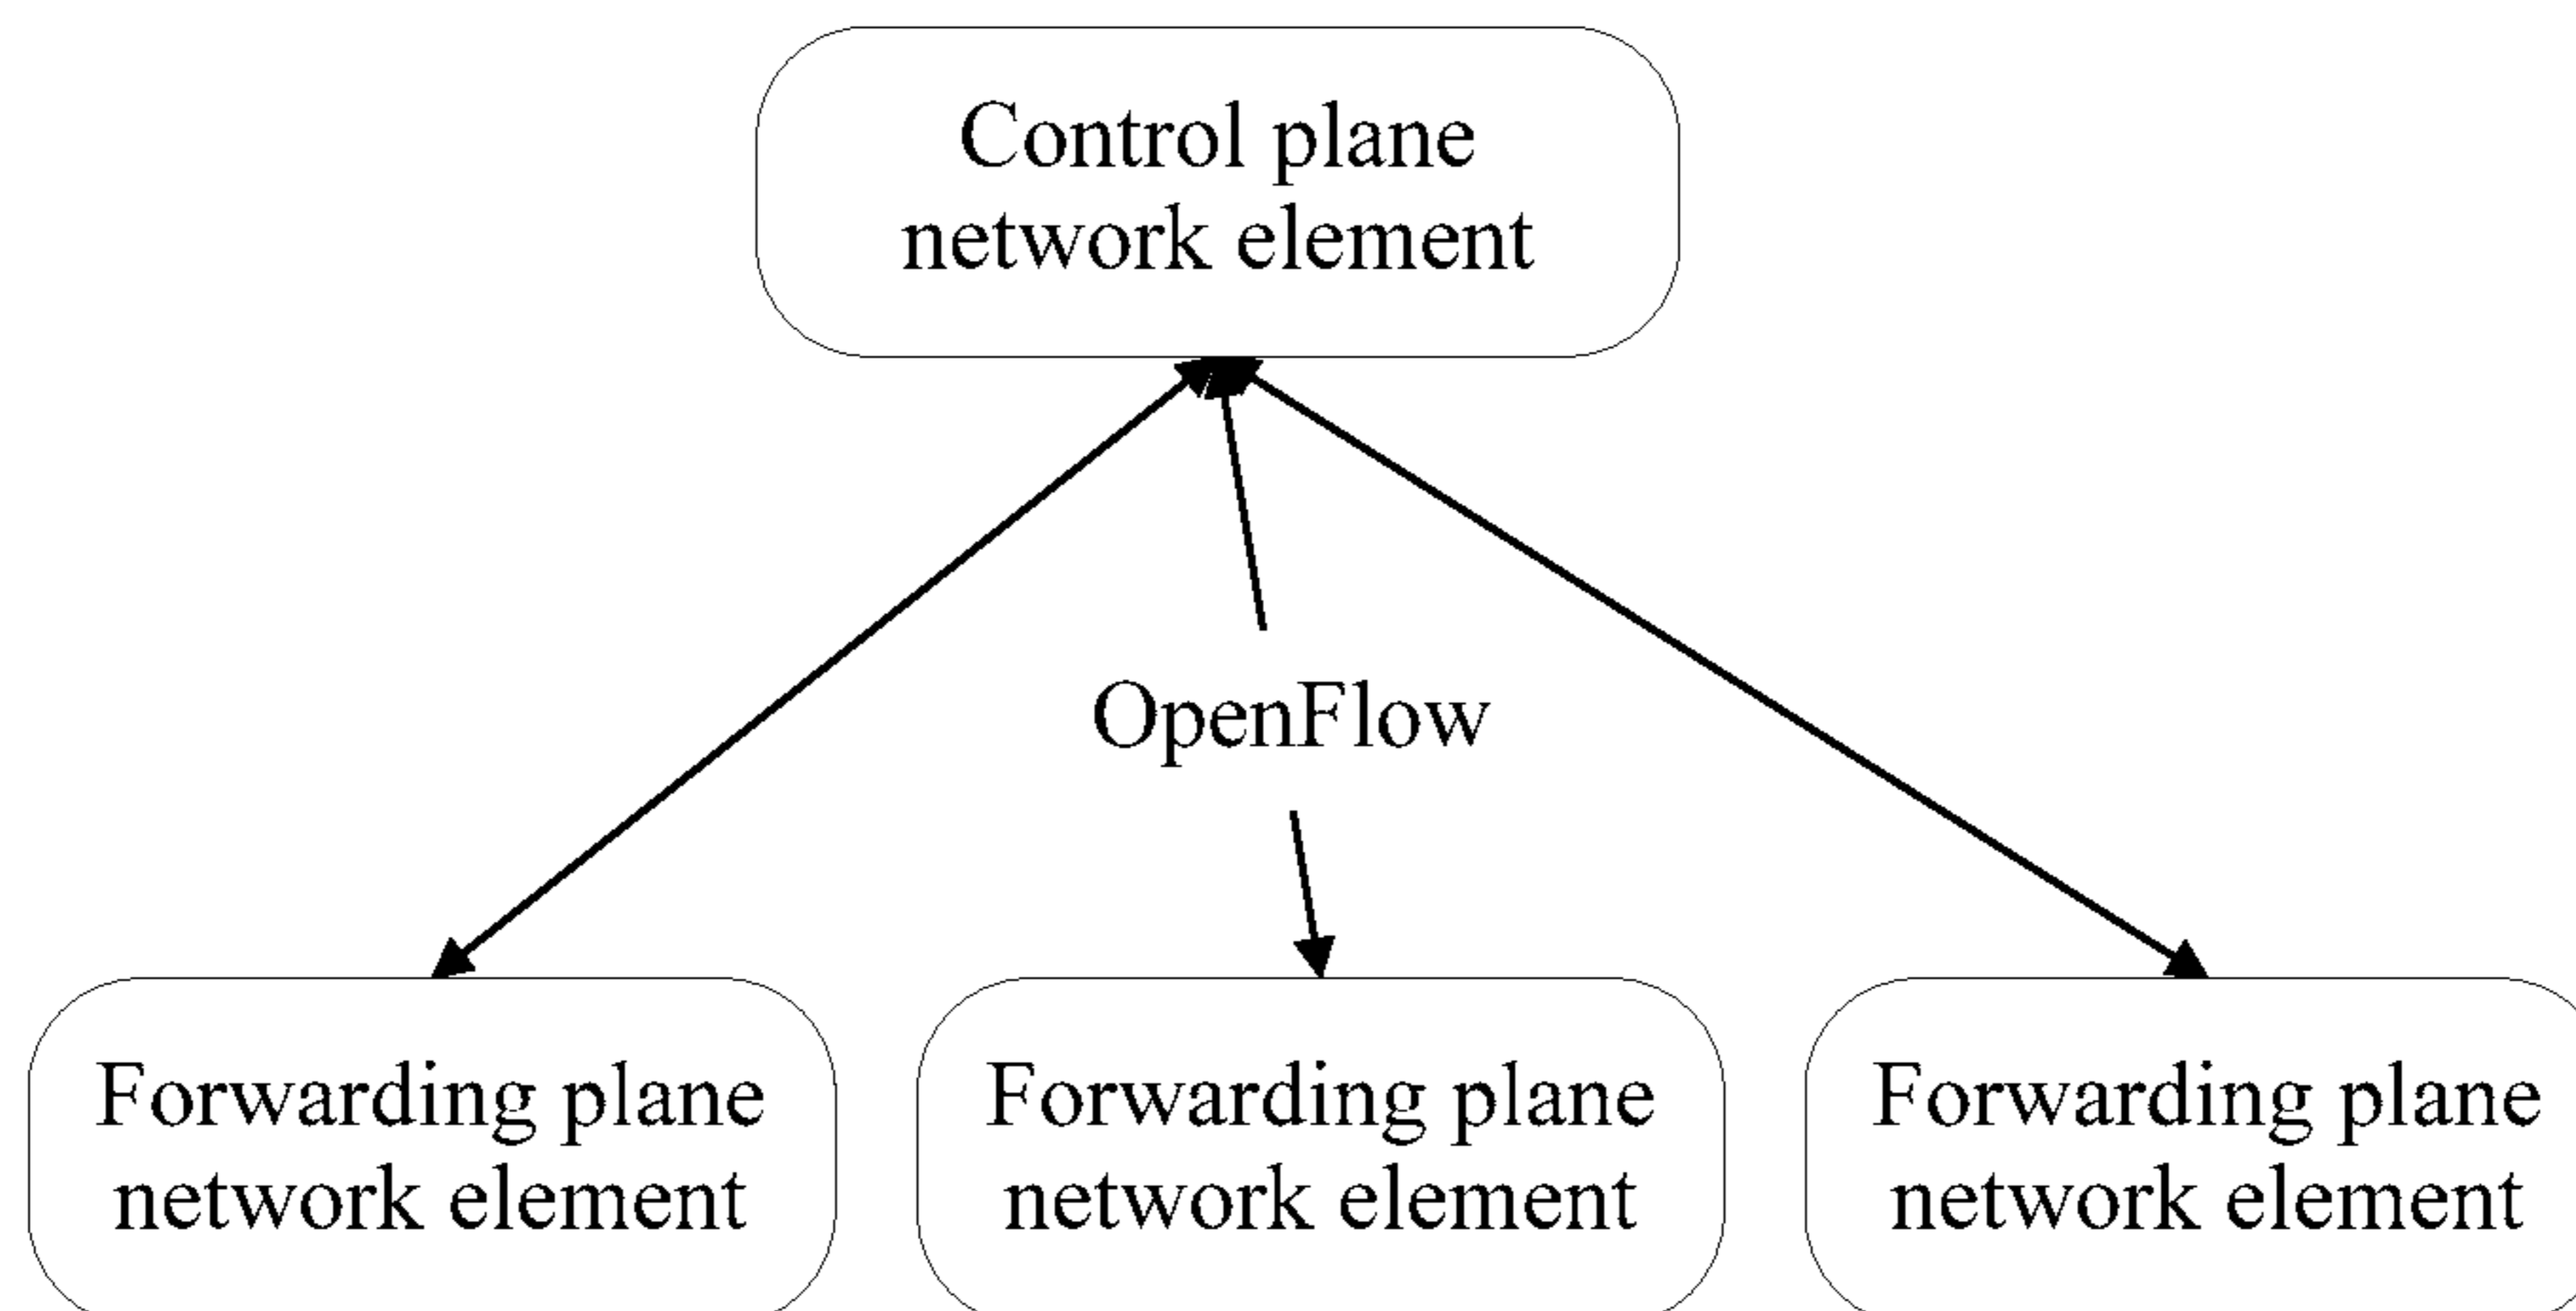 Control plane
network element
OpenFlow
Forwarding plane
network element
Forwarding plane
network element
Forwarding plane
network element